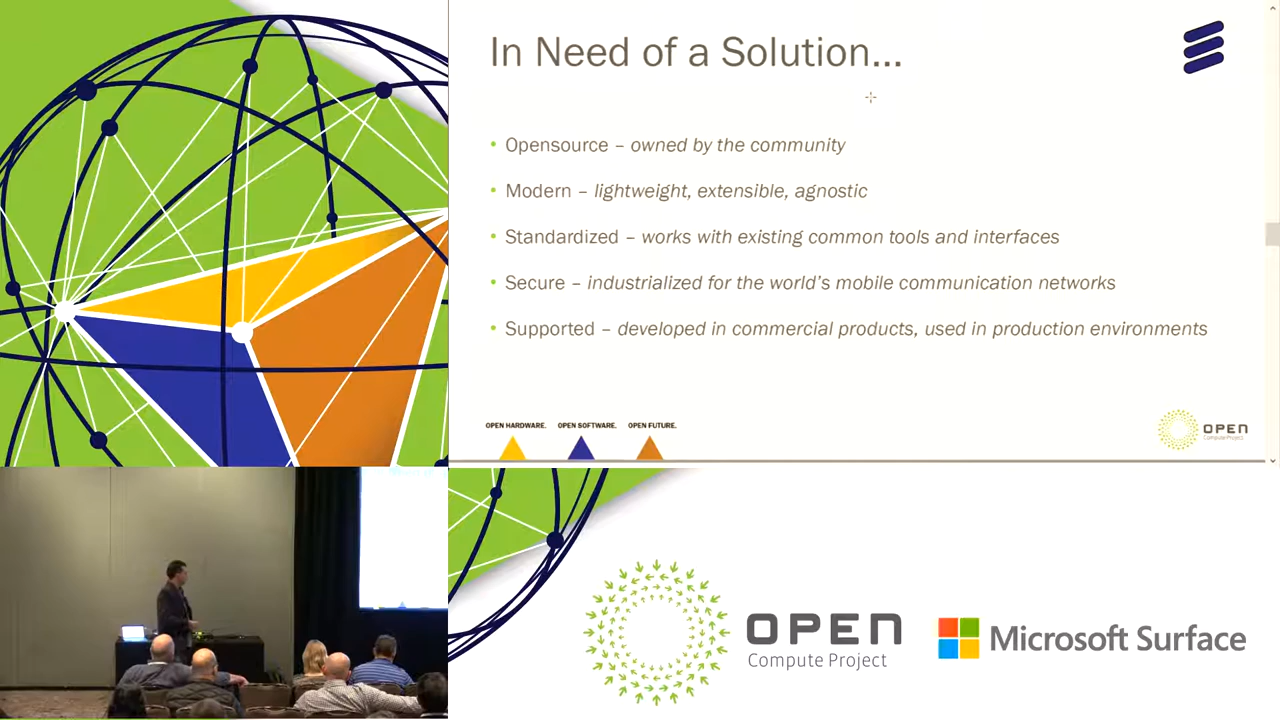 In Need of a Solution...
• Opensource – owned by the community
• Modern – lightweight, extensible, agnostic
• Standardized – works with existing common tools and interfaces
• Secure – industrialized for the world's mobile communication networks
• Supported – developed in commercial products, used in production environments
OPEN HARDWARE. OPEN SOFTWARE. OPEN FUTURE.
OPEN
Compute Project
OPEN
Compute Project
Microsoft Surface